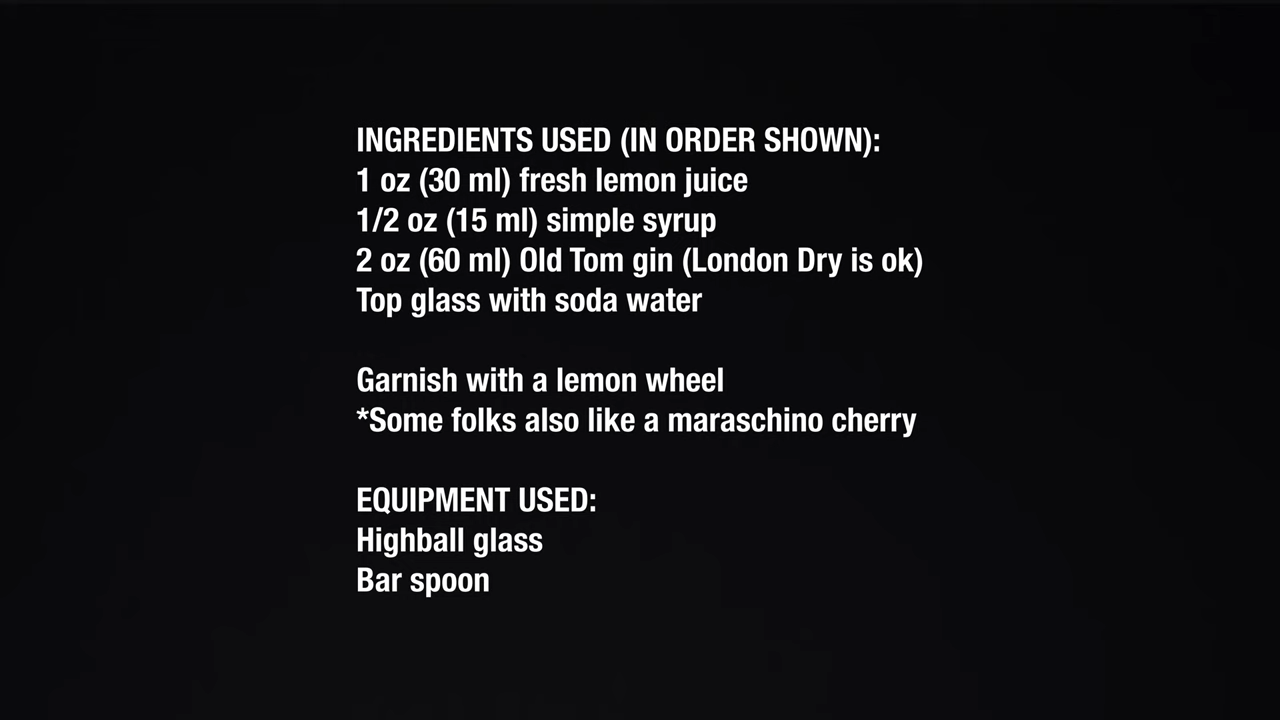 INGREDIENTS USED (IN ORDER SHOWN):
1 oz (30 ml) fresh lemon juice
1/2 oz (15 ml) simple syrup
2 oz (60 ml) Old Tom gin (London Dry is ok)
Top glass with soda water
Garnish with a lemon wheel
*Some folks also like a maraschino cherry
EQUIPMENT USED:
Highball glass
Bar spoon